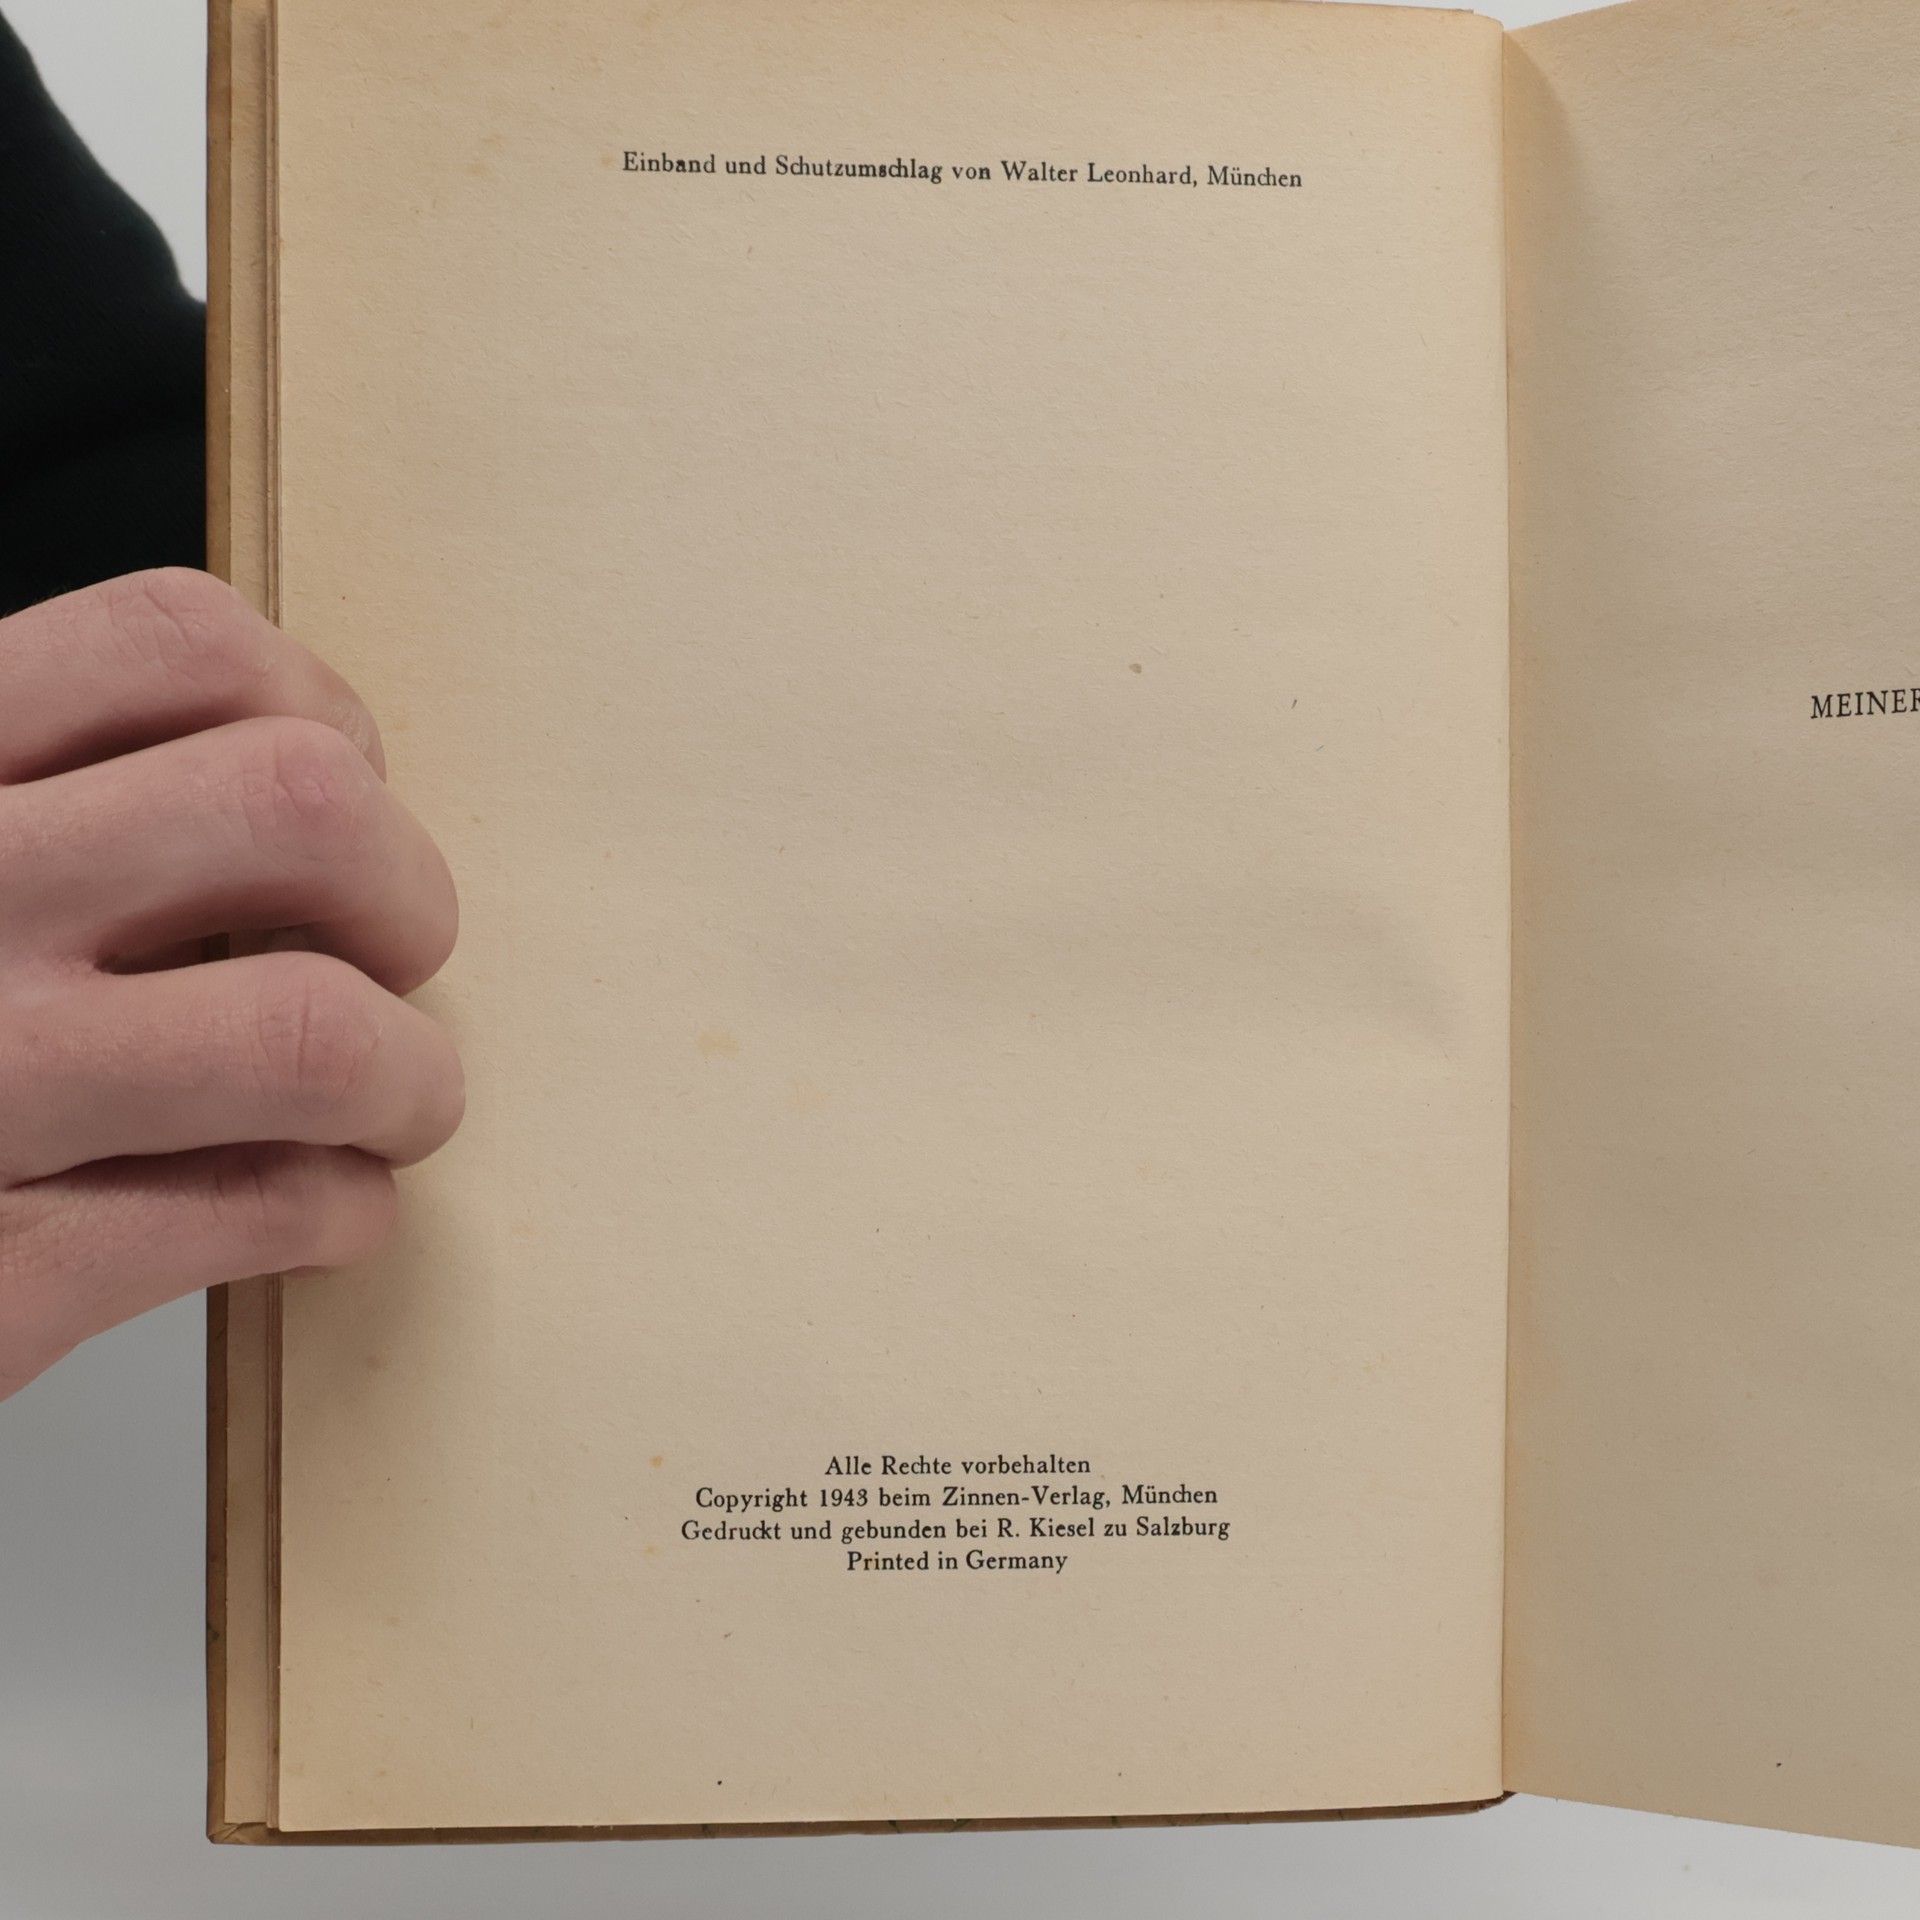 Einband und Schutzumschlag von Walter Leonhard, München
Alle Rechte vorbehalten
Copyright 1943 beim Zinnen-Verlag, München
Gedruckt und gebunden bei R. Kiesel zu Salzburg
Printed in Germany
MEINER